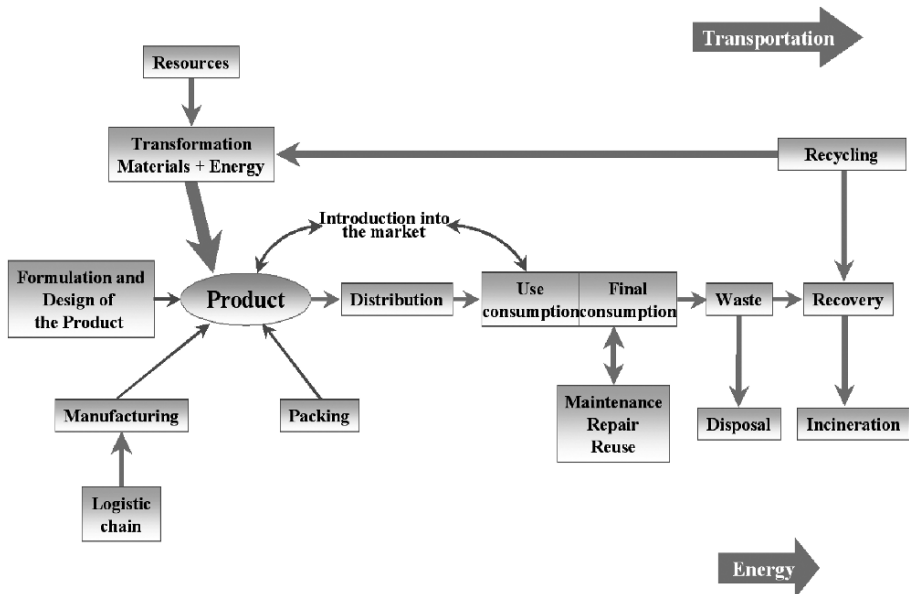 Transportation
Resources
Transformation
Materials + Energy
Recycling
Introduction into
the market
Formulation and
Design of
the Product
Product
Distribution
Use
consumption
Final
consumption
Waste
Recovery
Manufacturing
Packing
Maintenance
Repair
Reuse
Disposal
Incineration
Logistic
chain
Energy